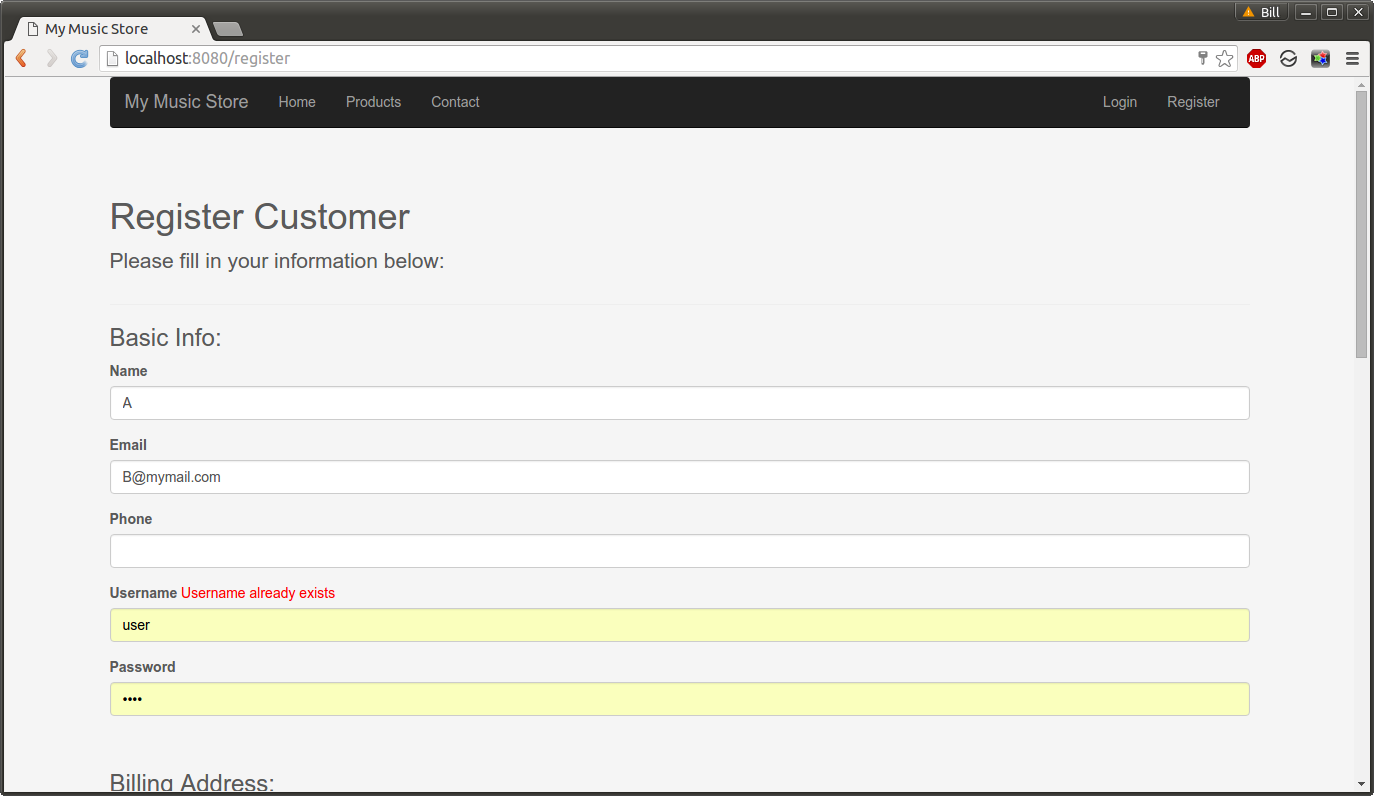 Bill
My Music Store
localhost:8080/register
ABP
My Music Store Home Products Contact Login Register
Register Customer
Please fill in your information below:
Basic Info:
Name
A
Email
B@mymail.com
Phone
Username Username already exists
user
Password
••••
Billing Address: